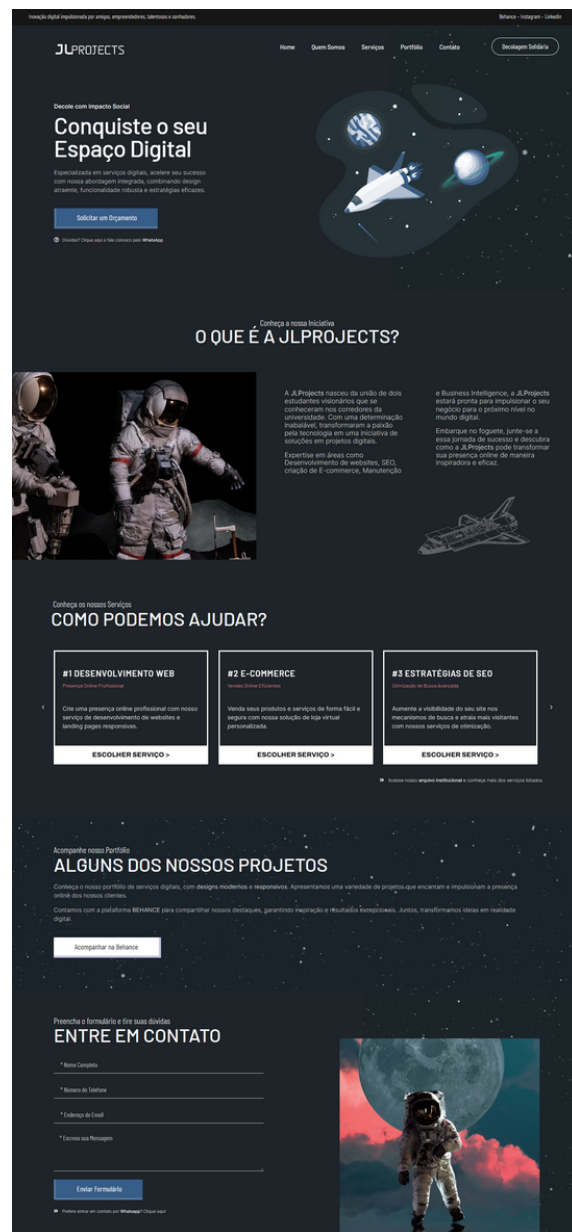 Inovação digital impulsionada por amigos, empreendedores, talentosos e sonhadores.
Behance - Instagram - LinkedIn
JLPROJECTS
Home Quem Somos Serviços Portfólio Contato Decolagem Solidária
Decole com Impacto Social
Conquiste o seu
Espaço Digital
Especializada em serviços digitais, acelere seu sucesso
com nossa abordagem integrada, combinando design
atraente, funcionalidade robusta e estratégias eficazes.
Solicitar um Orçamento
Dúvidas? Clique aqui e fale conosco pelo WhatsApp
Conheça a nossa Iniciativa
O QUE É A JLPROJECTS?
A JLProjects nasceu da união de dois
estudantes visionários que se
conheceram nos corredores da
universidade. Com uma determinação
inabalável, transformaram a paixão
pela tecnologia em uma iniciativa de
soluções em projetos digitais.
Expertise em áreas como
Desenvolvimento de websites, SEO,
criação de E-commerce, Manutenção
e Business Intelligence, a JLProjects
estará pronta para impulsionar o seu
negócio para o próximo nível no
mundo digital.
Embarque no foguete, junte-se a
essa jornada de sucesso e descubra
como a JLProjects pode transformar
sua presença online de maneira
inspiradora e eficaz.
Conheça os nossos Serviços
COMO PODEMOS AJUDAR?
#1 DESENVOLVIMENTO WEB
Presença Online Profissional
Crie uma presença online profissional com nosso
serviço de desenvolvimento de websites e
landing pages responsivas.
ESCOLHER SERVIÇO >
#2 E-COMMERCE
Vendas Online Eficientes
Venda seus produtos e serviços de forma fácil e
segura com nossa solução de loja virtual
personalizada.
ESCOLHER SERVIÇO >
#3 ESTRATÉGIAS DE SEO
Otimização de Busca Avançada
Aumente a visibilidade do seu site nos
mecanismos de busca e atraia mais visitantes
com nossos serviços de otimização.
ESCOLHER SERVIÇO >
Acesse nosso arquivo institucional e conheça mais dos serviços listados.
Acompanhe nosso Portfólio
ALGUNS DOS NOSSOS PROJETOS
Conheça o nosso portfólio de serviços digitais, com designs modernos e responsivos. Apresentamos uma variedade de projetos que encantam e impulsionam a presença
online dos nossos clientes.
Contamos com a plataforma BEHANCE para compartilhar nossos destaques, garantindo inspiração e resultados excepcionais. Juntos, transformamos ideias em realidade
digital.
Acompanhar na Behance
Preencha o formulário e tire suas dúvidas
ENTRE EM CONTATO
* Nome Completo
* Número do Telefone
* Endereço de Email
* Escreva sua Mensagem
Enviar Formulário
Prefere entrar em contato por Whatsapp? Clique aqui!